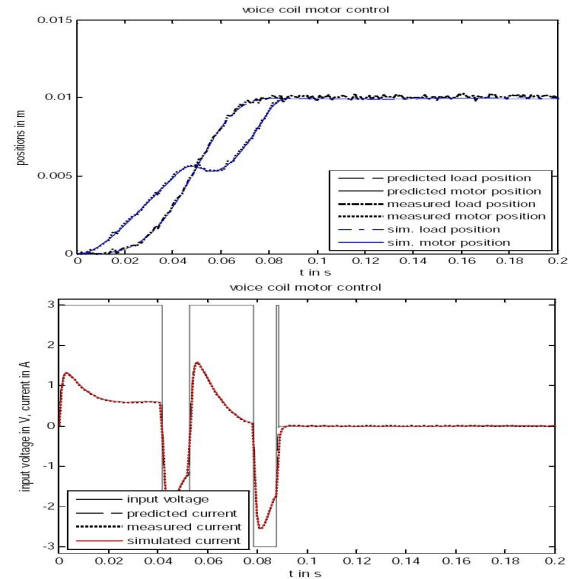 voice coil motor control
0.015
0.01
0.005
0
positions in m
predicted load position
predicted motor position
measured load position
measured motor position
sim. load position
sim. motor position
0 0.02 0.04 0.06 0.08 0.1 0.12 0.14 0.16 0.18 0.2
t in s
voice coil motor control
3
2
1
0
-1
-2
-3
input voltage in V, current in A
input voltage
predicted current
measured current
simulated current
0 0.02 0.04 0.06 0.08 0.1 0.12 0.14 0.16 0.18 0.2
t in s